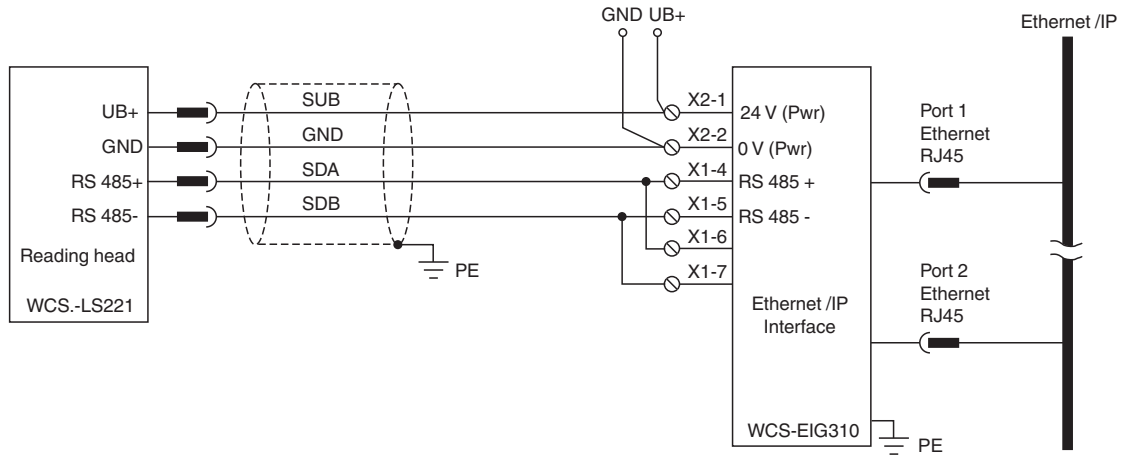 GND UB+
Ethernet /IP
UB+
GND
RS 485+
RS 485-
Reading head
WCS.-LS221
SUB
GND
SDA
SDB
PE
X2-1
X2-2
X1-4
X1-5
X1-6
X1-7
24 V (Pwr)
0 V (Pwr)
RS 485 +
RS 485 -
Ethernet /IP
Interface
WCS-EIG310
PE
Port 1
Ethernet
RJ45
Port 2
Ethernet
RJ45